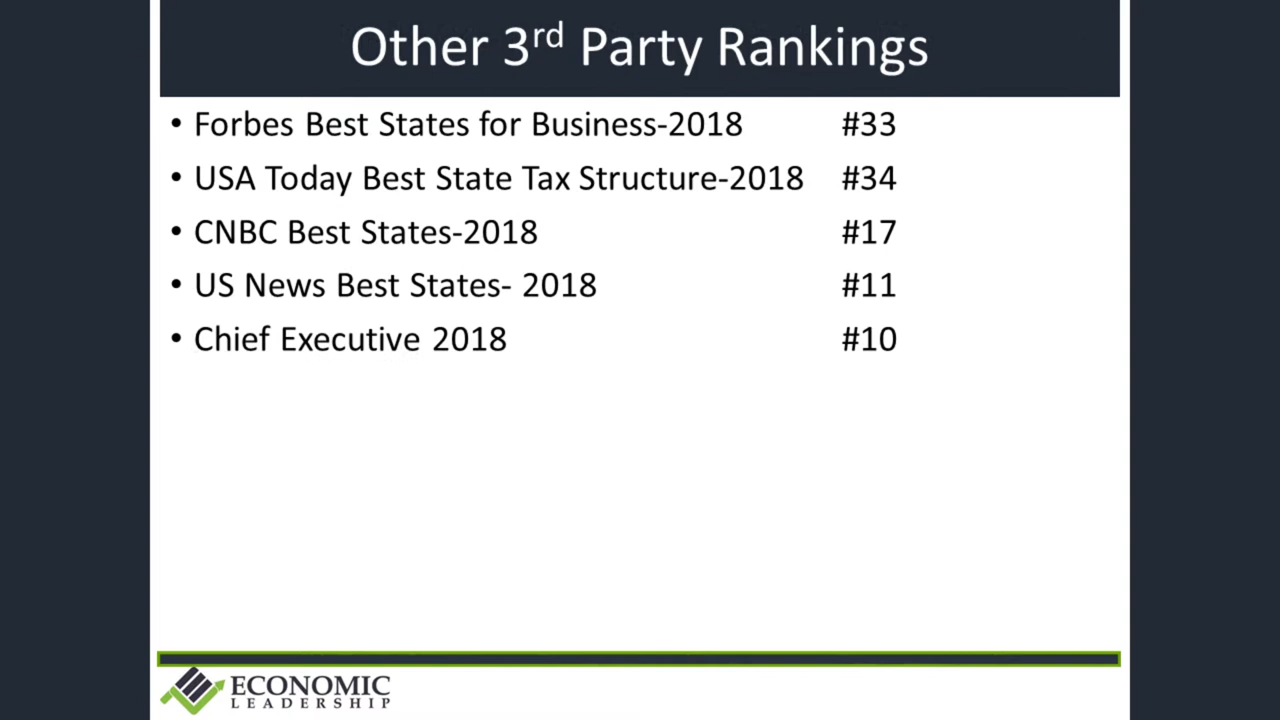 Other 3rd Party Rankings
• Forbes Best States for Business-2018 #33
• USA Today Best State Tax Structure-2018 #34
• CNBC Best States-2018 #17
• US News Best States- 2018 #11
• Chief Executive 2018 #10
ECONOMIC
LEADERSHIP